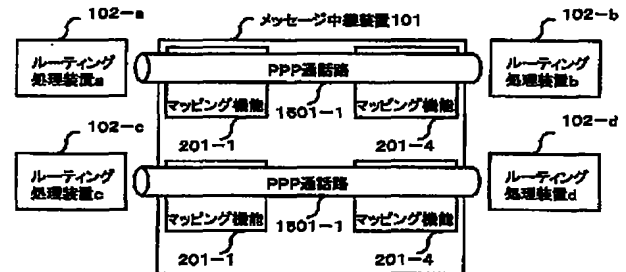 102-a
メッセージ中継装置101
102-b
ルーティング
処理装置a
PPP通話路
ルーティング
処理装置b
マッピング機能
1501-1
マッピング機能
201-1
201-4
102-c
102-d
ルーティング
処理装置c
PPP通話路
ルーティング
処理装置d
マッピング機能
1501-1
マッピング機能
201-1
201-4